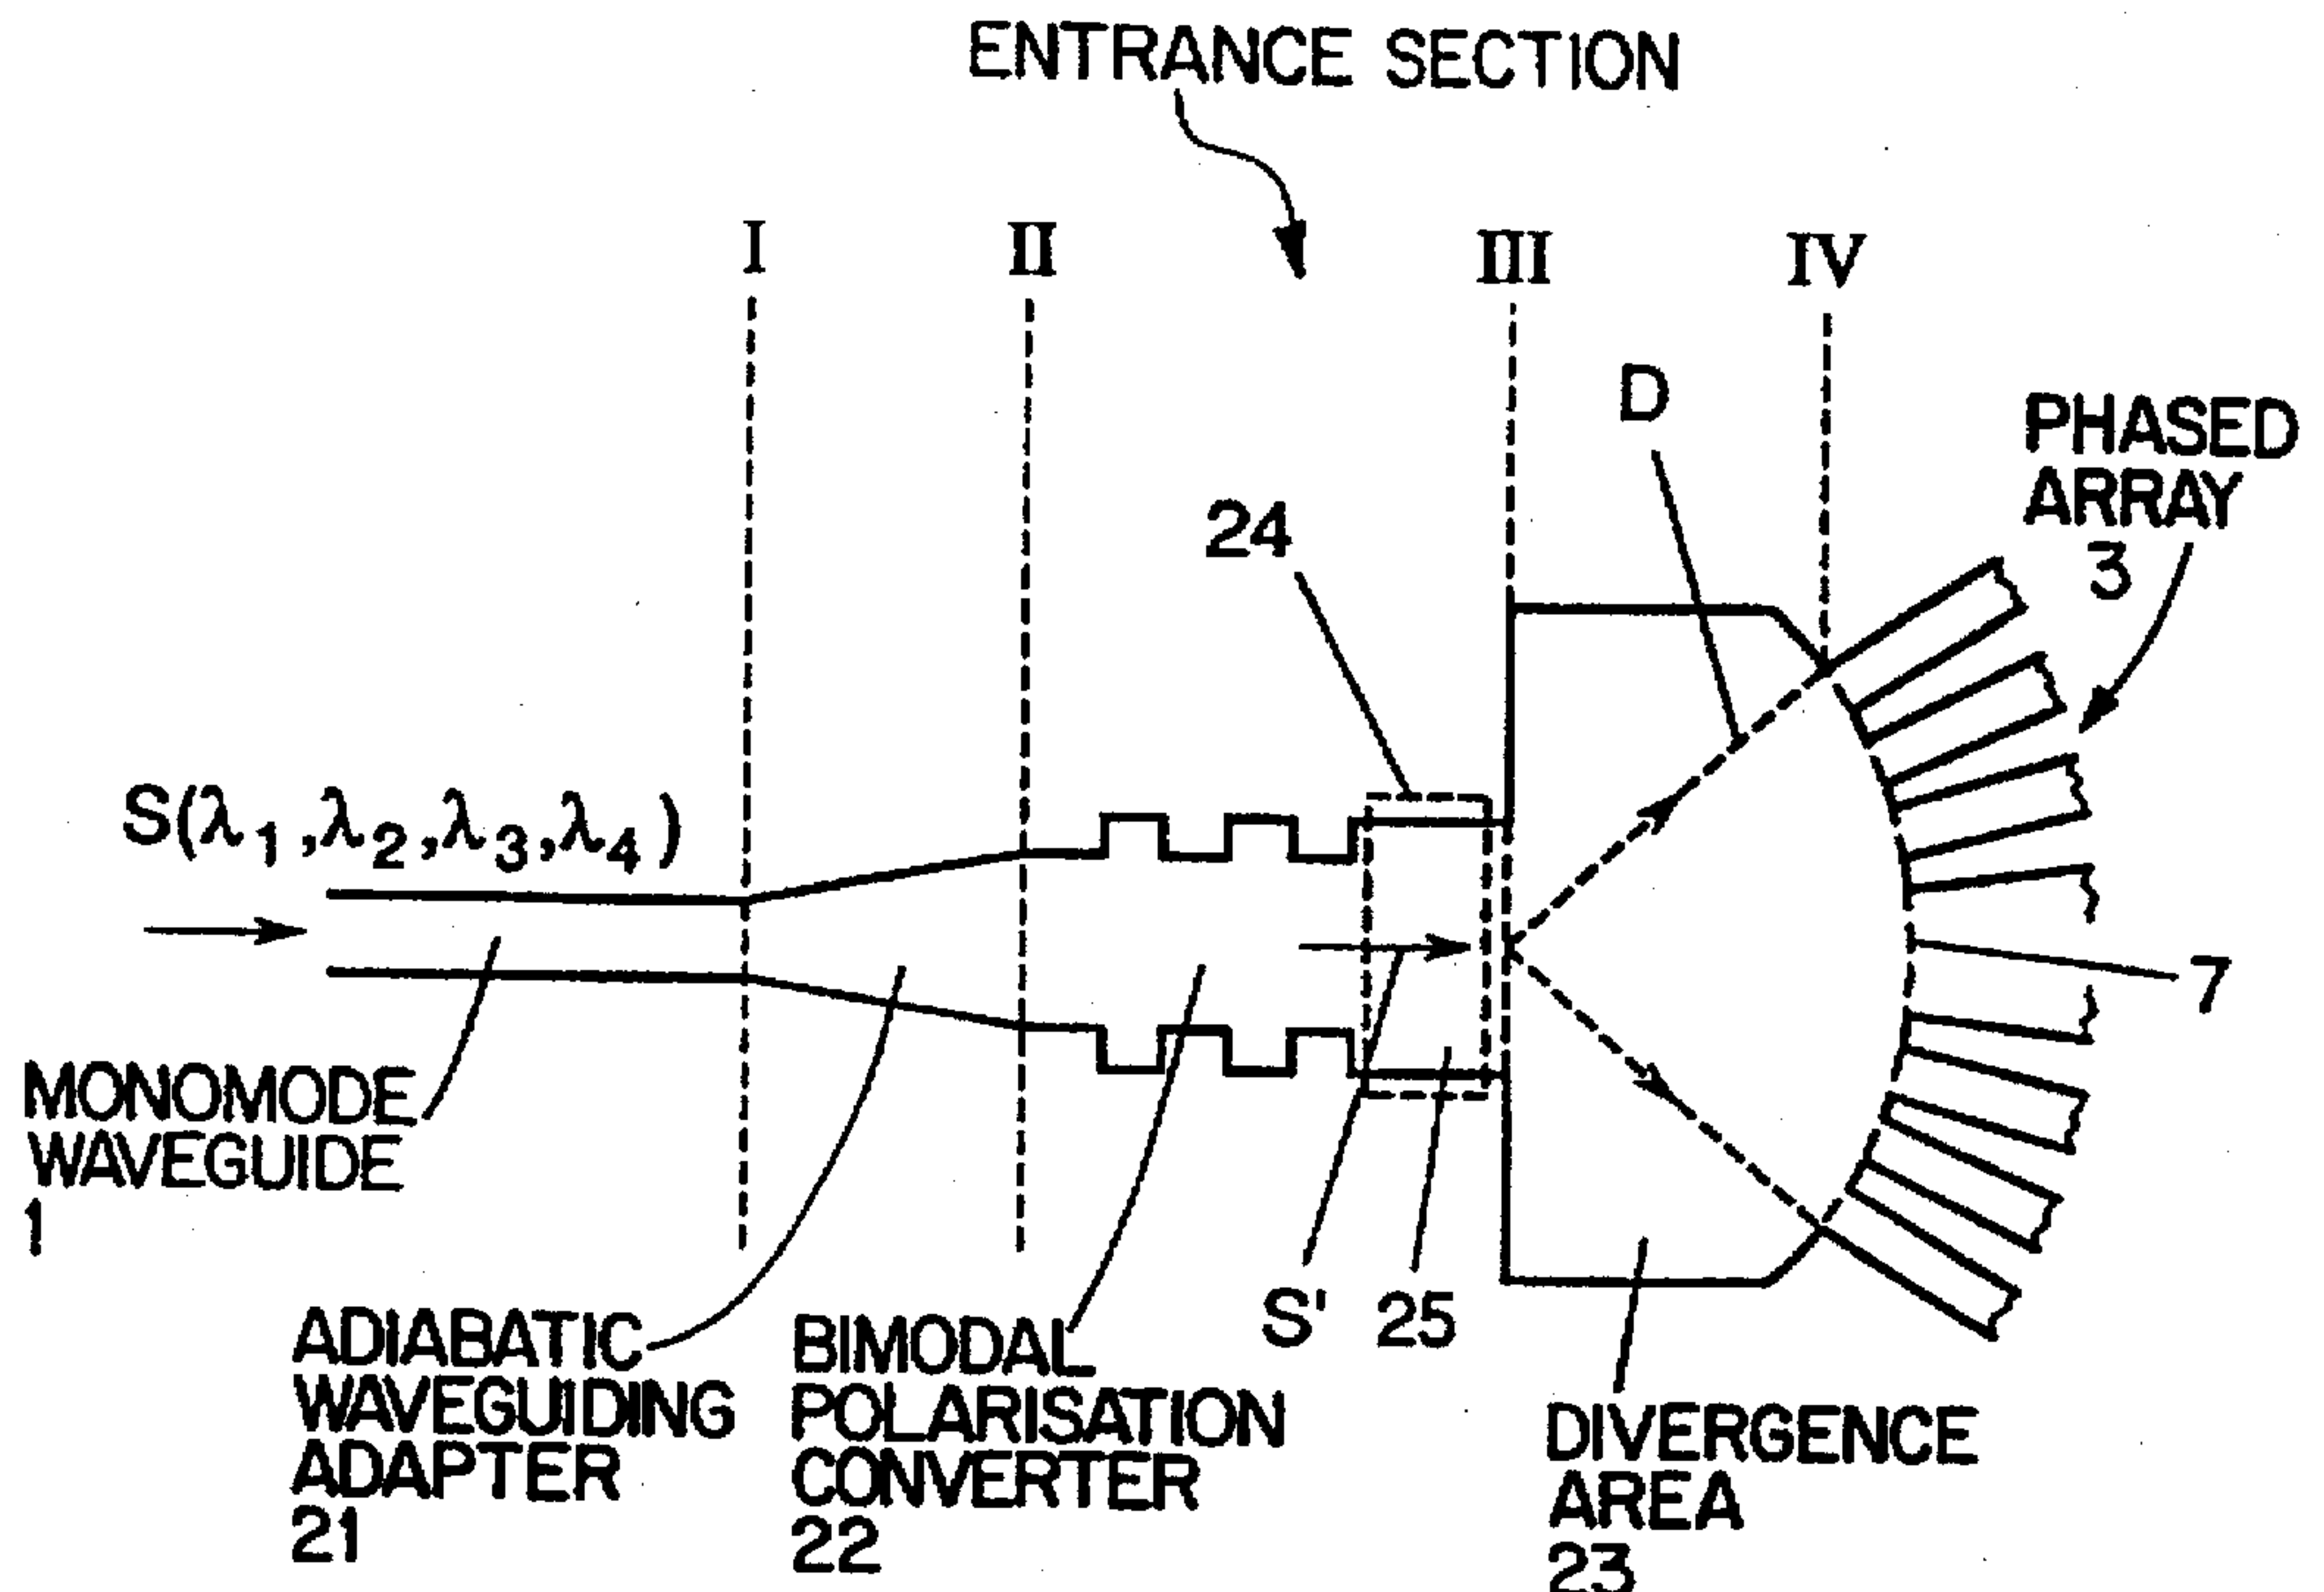 ENTRANCE SECTION
I
II
III
IV
D
PHASED
ARRAY
3
24
S(λ1,λ2,λ3,λ4)
7
MONOMODE
WAVEGUIDE
1
S' 25
ADIABATIC
WAVEGUIDING
ADAPTER
21
BIMODAL
POLARISATION
CONVERTER
22
DIVERGENCE
AREA
23